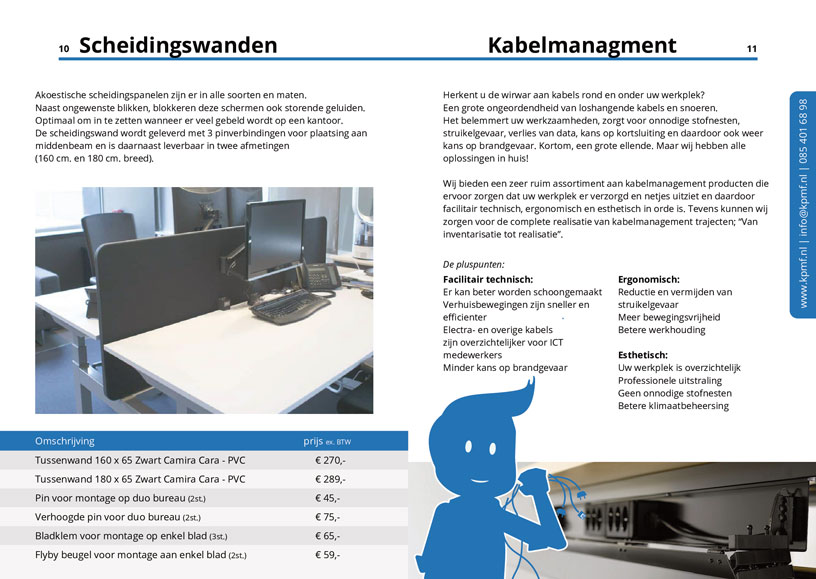 10 Scheidingswanden
Akoestische scheidingspanelen zijn er in alle soorten en maten.
Naast ongewenste blikken, blokkeren deze schermen ook storende geluiden.
Optimaal om in te zetten wanneer er veel gebeld wordt op een kantoor.
De scheidingswand wordt geleverd met 3 pinverbindingen voor plaatsing aan
middenbeam en is daarnaast leverbaar in twee afmetingen
(160 cm. en 180 cm. breed).
Omschrijving prijs ex. BTW
Tussenwand 160 x 65 Zwart Camira Cara - PVC € 270,-
Tussenwand 180 x 65 Zwart Camira Cara - PVC € 289,-
Pin voor montage op duo bureau (2st.) € 45,-
Verhoogde pin voor duo bureau (2st.) € 75,-
Bladklem voor montage op enkel blad (3st.) € 65,-
Flyby beugel voor montage aan enkel blad (2st.) € 59,-
Kabelmanagment 11
Herkent u de wirwar aan kabels rond en onder uw werkplek?
Een grote ongeordendheid van loshangende kabels en snoeren.
Het belemmert uw werkzaamheden, zorgt voor onnodige stofnesten,
struikelgevaar, verlies van data, kans op kortsluiting en daardoor ook weer
kans op brandgevaar. Kortom, een grote ellende. Maar wij hebben alle
oplossingen in huis!
Wij bieden een zeer ruim assortiment aan kabelmanagement producten die
ervoor zorgen dat uw werkplek er verzorgd en netjes uitziet en daardoor
facilitair technisch, ergonomisch en esthetisch in orde is. Tevens kunnen wij
zorgen voor de complete realisatie van kabelmanagement trajecten; “Van
inventarisatie tot realisatie”.
De pluspunten:
Facilitair technisch:
Er kan beter worden schoongemaakt
Verhuisbewegingen zijn sneller en
efficienter
Electra- en overige kabels
zijn overzichtelijker voor ICT
medewerkers
Minder kans op brandgevaar
Ergonomisch:
Reductie en vermijden van
struikelgevaar
Meer bewegingsvrijheid
Betere werkhouding
Esthetisch:
Uw werkplek is overzichtelijk
Professionele uitstraling
Geen onnodige stofnesten
Betere klimaatbeheersing
www.kpmf.nl | info@kpmf.nl | 085 401 68 98